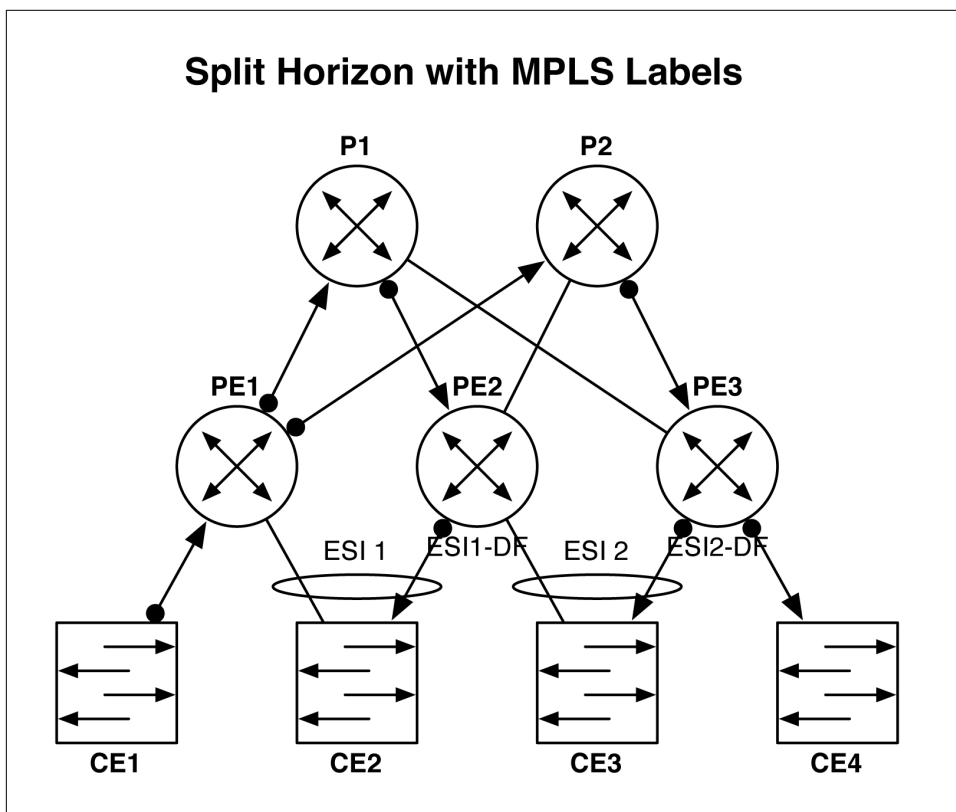 Split Horizon with MPLS Labels
P1 P2
PE1 PE2 PE3
ESI 1 ESI1-DF ESI 2 ESI2-DF
CE1 CE2 CE3 CE4